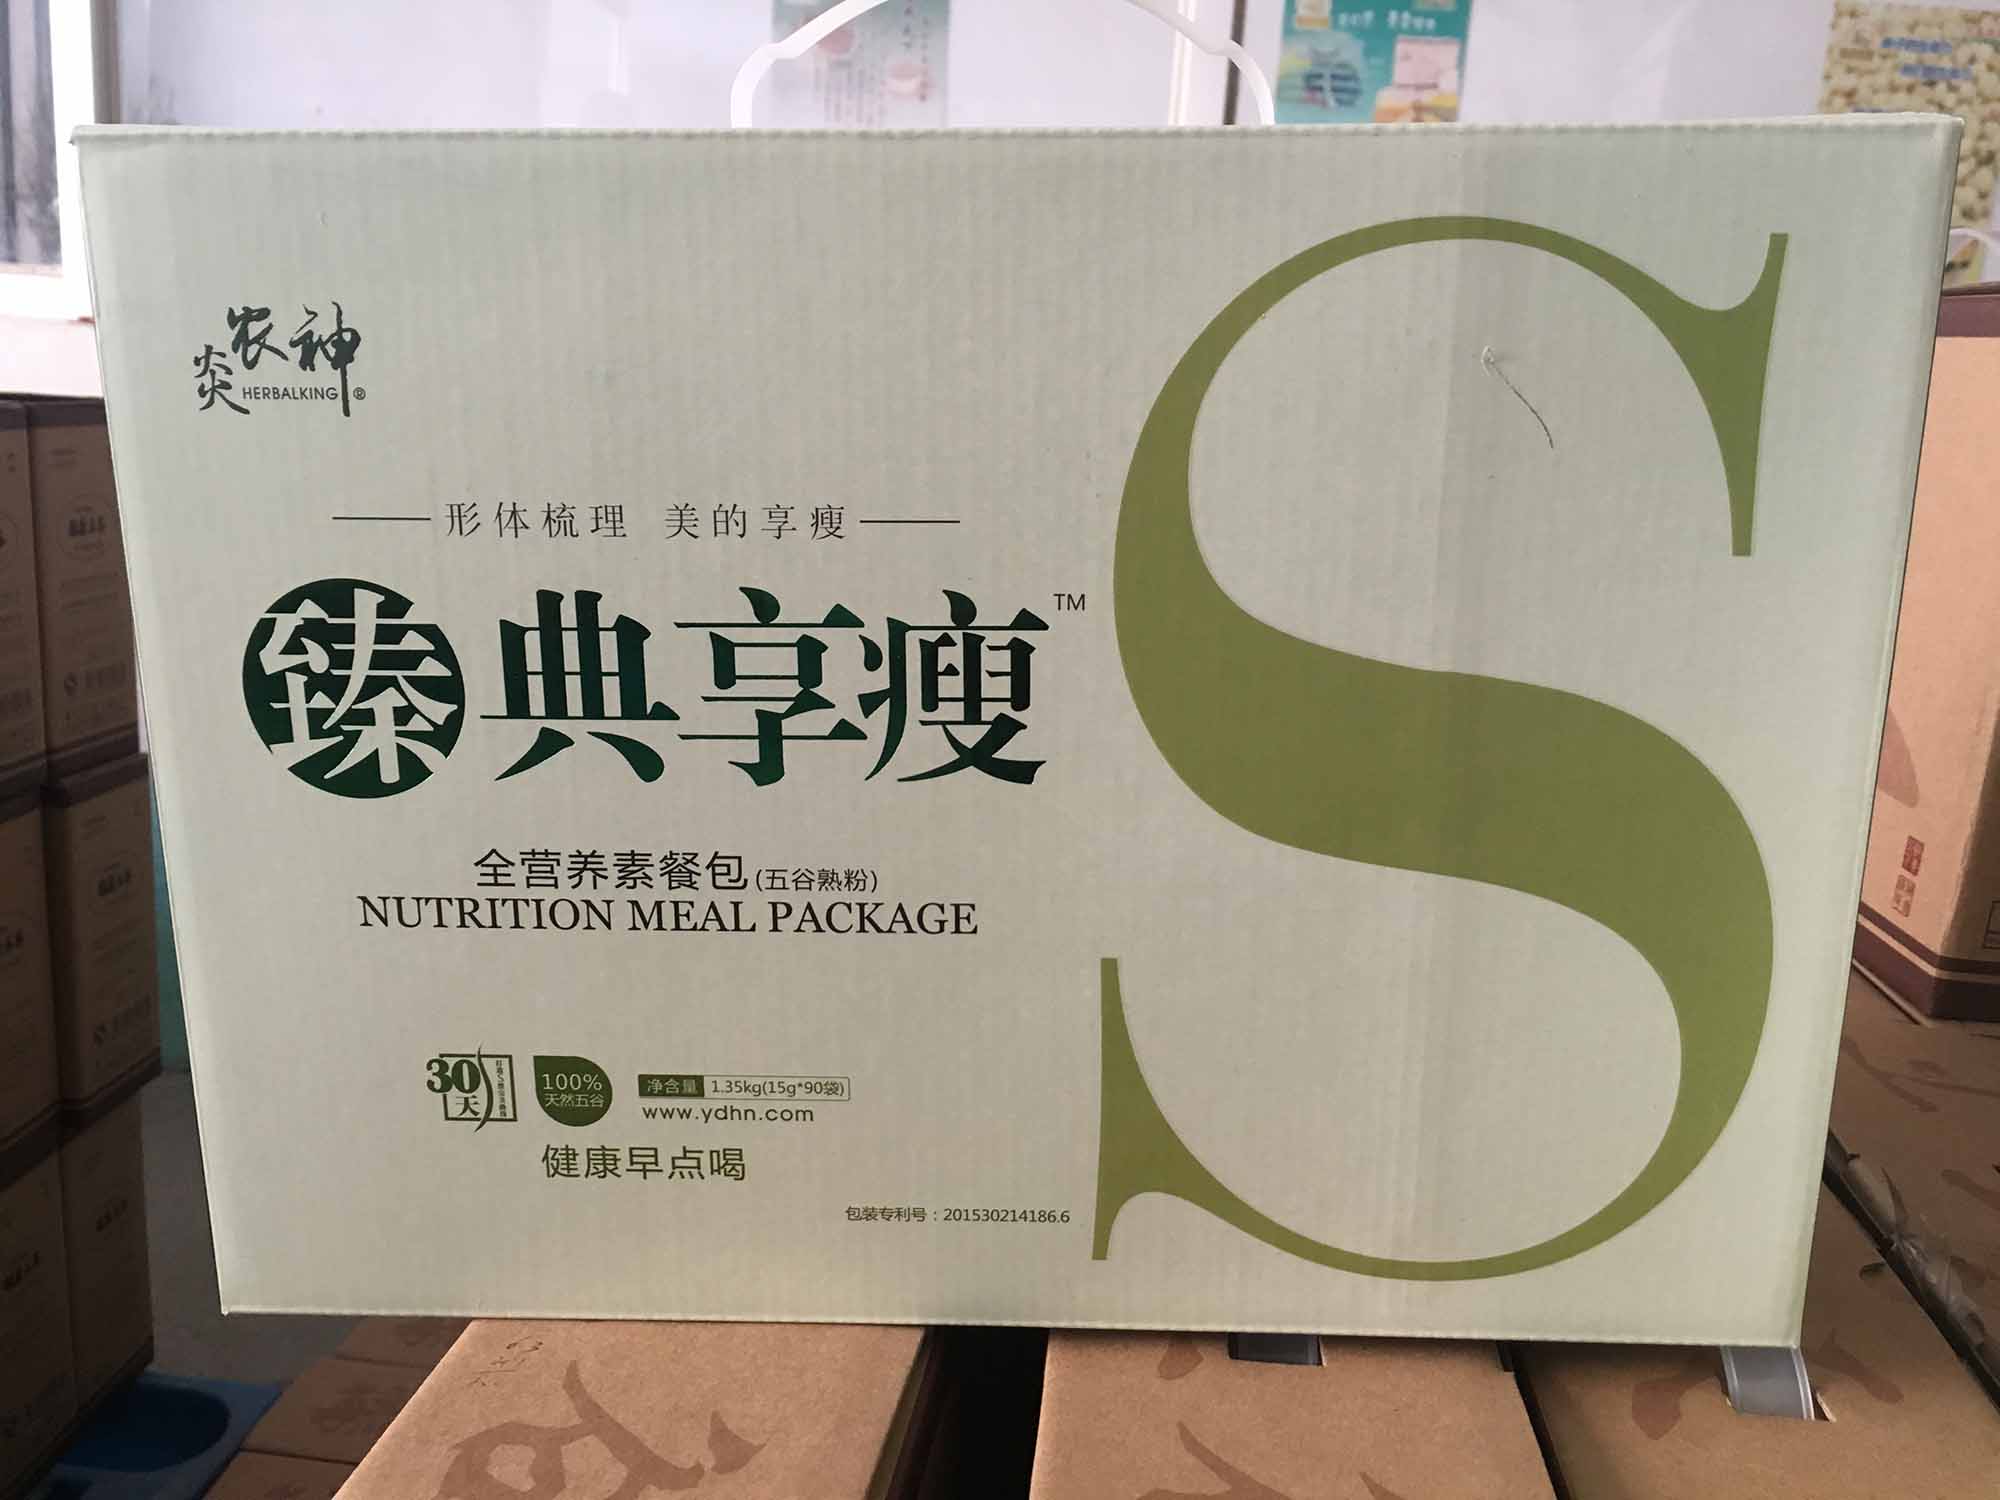 炎农神
HERBALKING®
形体梳理 美的享瘦
臻典享瘦™
全营养素餐包(五谷熟粉)
NUTRITION MEAL PACKAGE
S
30天
100%
天然五谷
净含量 1.35kg(15g*90袋)
www.ydhn.com
健康早点喝
包装专利号：201530214186.6